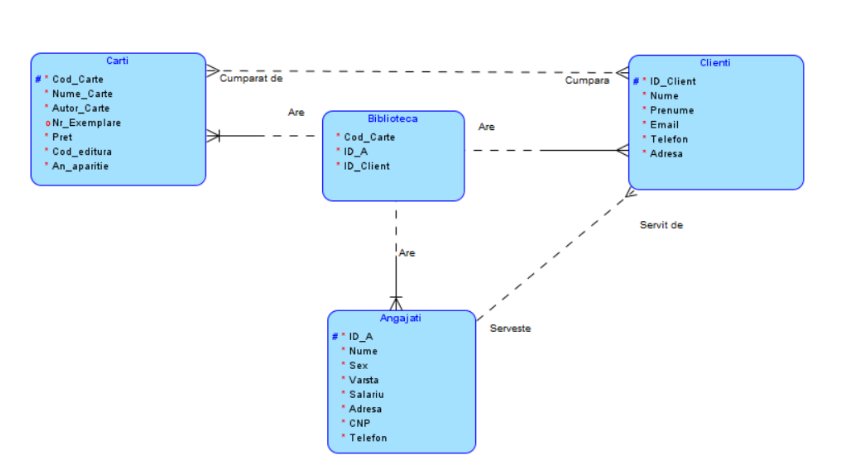 Carti
# * Cod_Carte
* Nume_Carte
* Autor_Carte
o Nr_Exemplare
* Pret
* Cod_editura
* An_aparitie
Cumparat de
Cumpara
Clienti
# * ID_Client
* Nume
* Prenume
* Email
* Telefon
* Adresa
Are
Biblioteca
* Cod_Carte
* ID_A
* ID_Client
Are
Are
Servit de
Serveste
Angajati
# * ID_A
* Nume
* Sex
* Varsta
* Salariu
* Adresa
* CNP
* Telefon